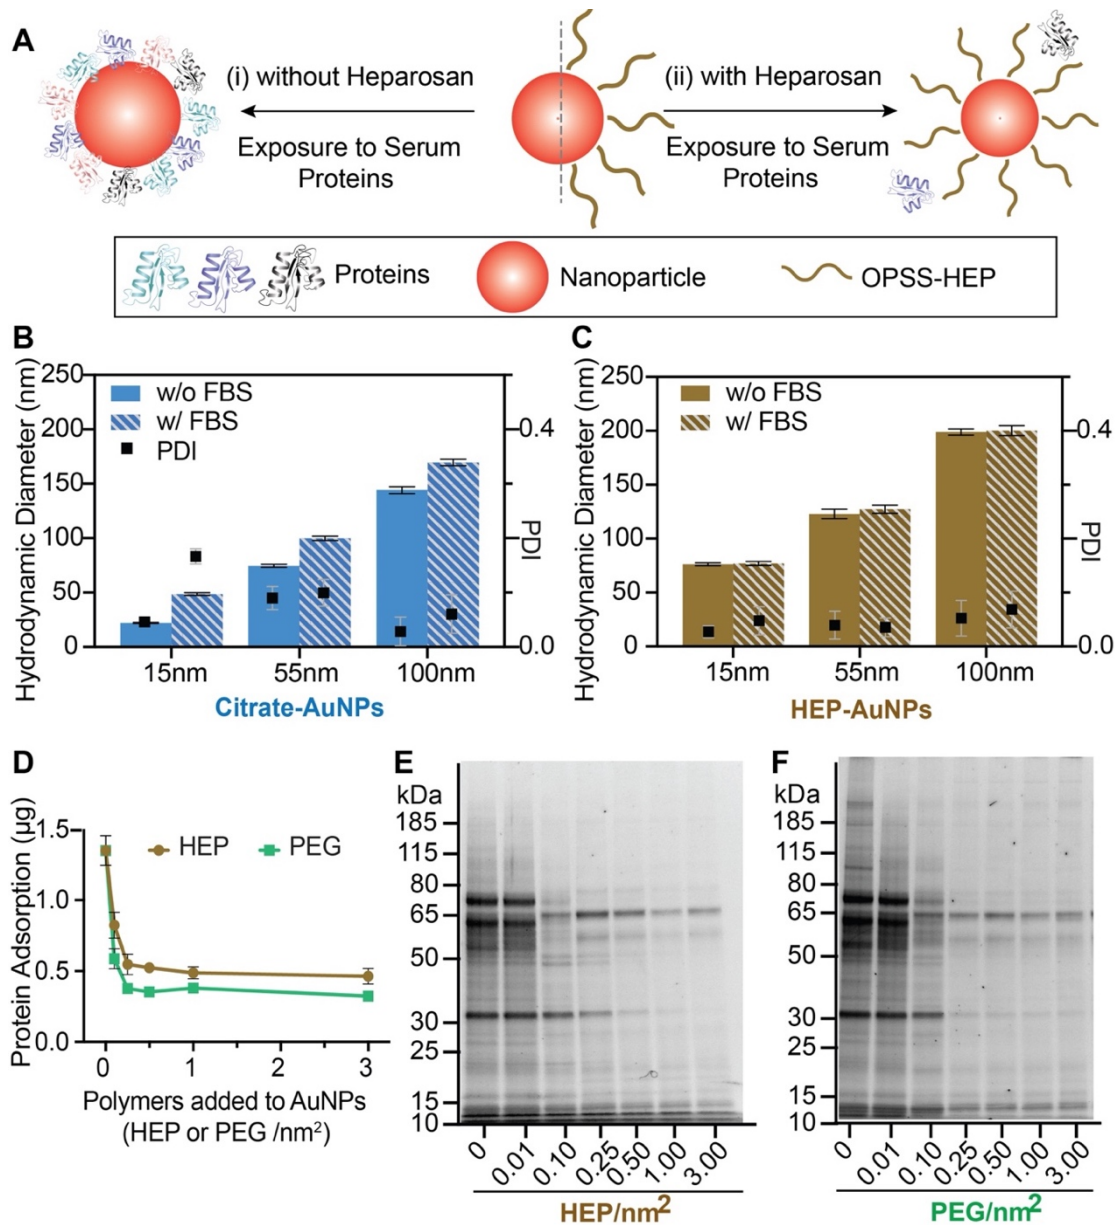 A
(i) without Heparosan
Exposure to Serum
Proteins
(ii) with Heparosan
Exposure to Serum
Proteins
Proteins
Nanoparticle
OPSS-HEP
B
Hydrodynamic Diameter (nm)
250
200
150
100
50
0
w/o FBS
w/ FBS
PDI
0.4
0.0
PDI
15nm
55nm
100nm
Citrate-AuNPs
C
Hydrodynamic Diameter (nm)
250
200
150
100
50
0
w/o FBS
w/ FBS
0.4
0.0
PDI
15nm
55nm
100nm
HEP-AuNPs
D
Protein Adsorption (µg)
1.5
1.0
0.5
0.0
HEP
PEG
0
1
2
3
Polymers added to AuNPs
(HEP or PEG /nm²)
E
kDa
185
115
80
65
50
30
25
15
10
0
0.01
0.10
0.25
0.50
1.00
3.00
HEP/nm²
F
kDa
185
115
80
65
50
30
25
15
10
0
0.01
0.10
0.25
0.50
1.00
3.00
PEG/nm²